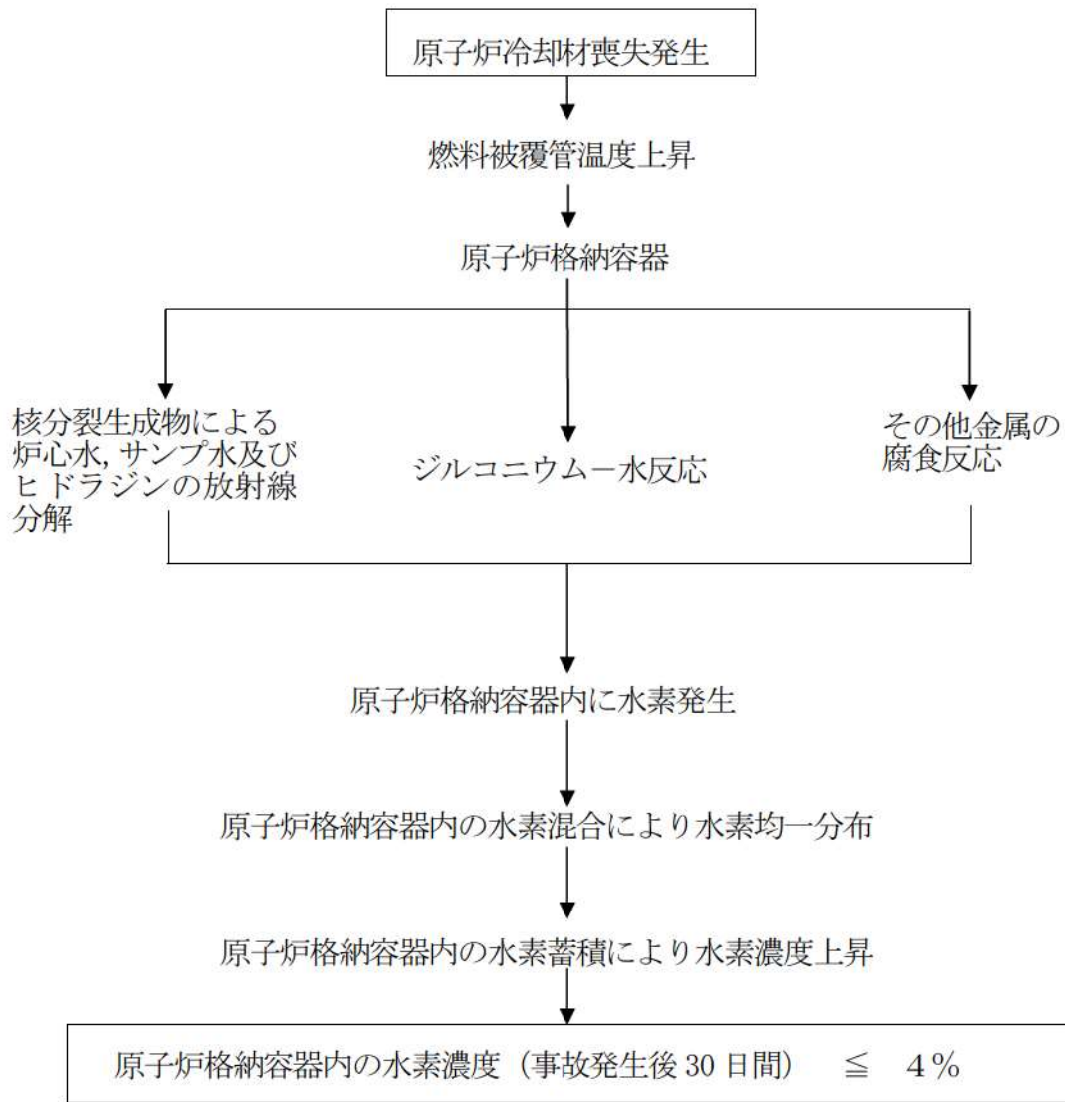 原子炉冷却材喪失発生
燃料被覆管温度上昇
原子炉格納容器
核分裂生成物による
炉心水, サンプ水及び
ヒドラジンの放射線
分解
ジルコニウム－水反応
その他金属の
腐食反応
原子炉格納容器内に水素発生
原子炉格納容器内の水素混合により水素均一分布
原子炉格納容器内の水素蓄積により水素濃度上昇
原子炉格納容器内の水素濃度（事故発生後 30 日間） ≦ 4％